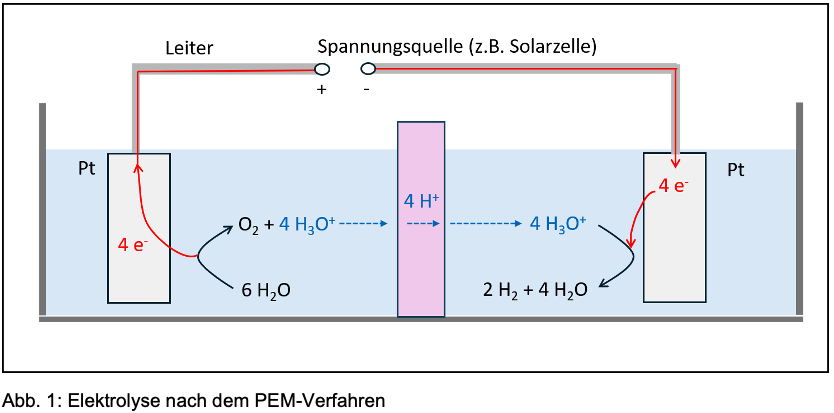 Leiter
Spannungsquelle (z.B. Solarzelle)
+ -
Pt
Pt
4 H⁺
4 e⁻
4 e⁻
O₂ + 4 H₃O⁺
4 H₃O⁺
6 H₂O
2 H₂ + 4 H₂O
Abb. 1: Elektrolyse nach dem PEM-Verfahren